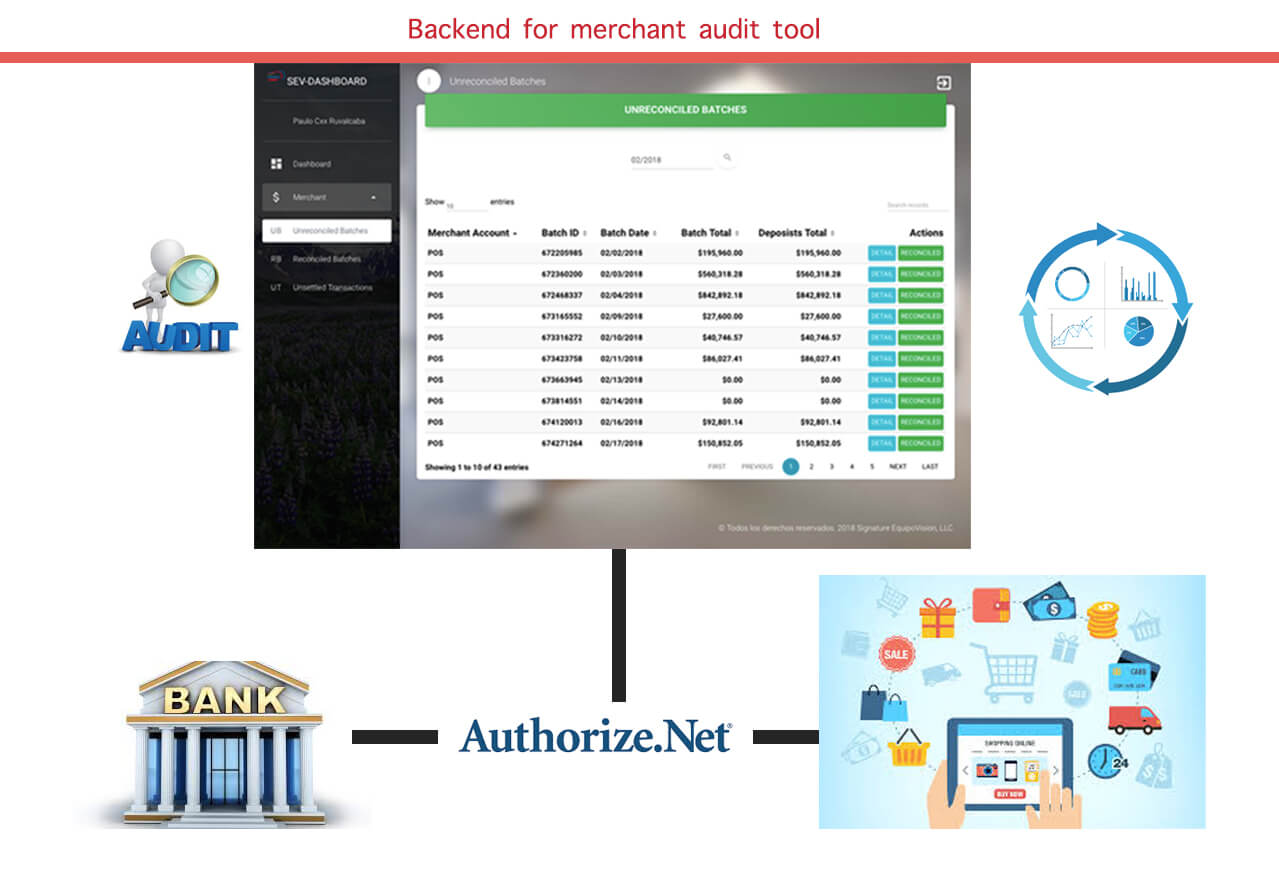 Backend for merchant audit tool
SEV-DASHBOARD
Unreconciled Batches
UNRECONCILED BATCHES
Paulo Cxx Ruvalcaba
02/2018
Dashboard
Merchant
Show 10 entries
Search records
UB Unreconciled Batches
Merchant Account Batch ID Batch Date Batch Total Deposists Total Actions
POS 672205985 02/02/2018 $195,960.00 $195,960.00 DETAIL RECONCILED
RB Reconciled Batches
POS 672360200 02/03/2018 $560,318.28 $560,318.28 DETAIL RECONCILED
UT Unsettled Transactions
POS 672468337 02/04/2018 $842,892.18 $842,892.18 DETAIL RECONCILED
POS 673165552 02/09/2018 $27,600.00 $27,600.00 DETAIL RECONCILED
POS 673316272 02/10/2018 $40,746.57 $40,746.57 DETAIL RECONCILED
POS 673423758 02/11/2018 $86,027.41 $86,027.41 DETAIL RECONCILED
POS 673663945 02/13/2018 $0.00 $0.00 DETAIL RECONCILED
POS 673814551 02/14/2018 $0.00 $0.00 DETAIL RECONCILED
POS 674120013 02/16/2018 $92,801.14 $92,801.14 DETAIL RECONCILED
POS 674271264 02/17/2018 $150,852.05 $150,852.05 DETAIL RECONCILED
Showing 1 to 10 of 43 entries FIRST PREVIOUS 1 2 3 4 5 NEXT LAST
© Todos los derechos reservados. 2018 Signature EquipoVision, LLC.
AUDIT
BANK
Authorize.Net®
SALE
CARD
SALE
24
SHOPPING ONLINE
BUY NOW